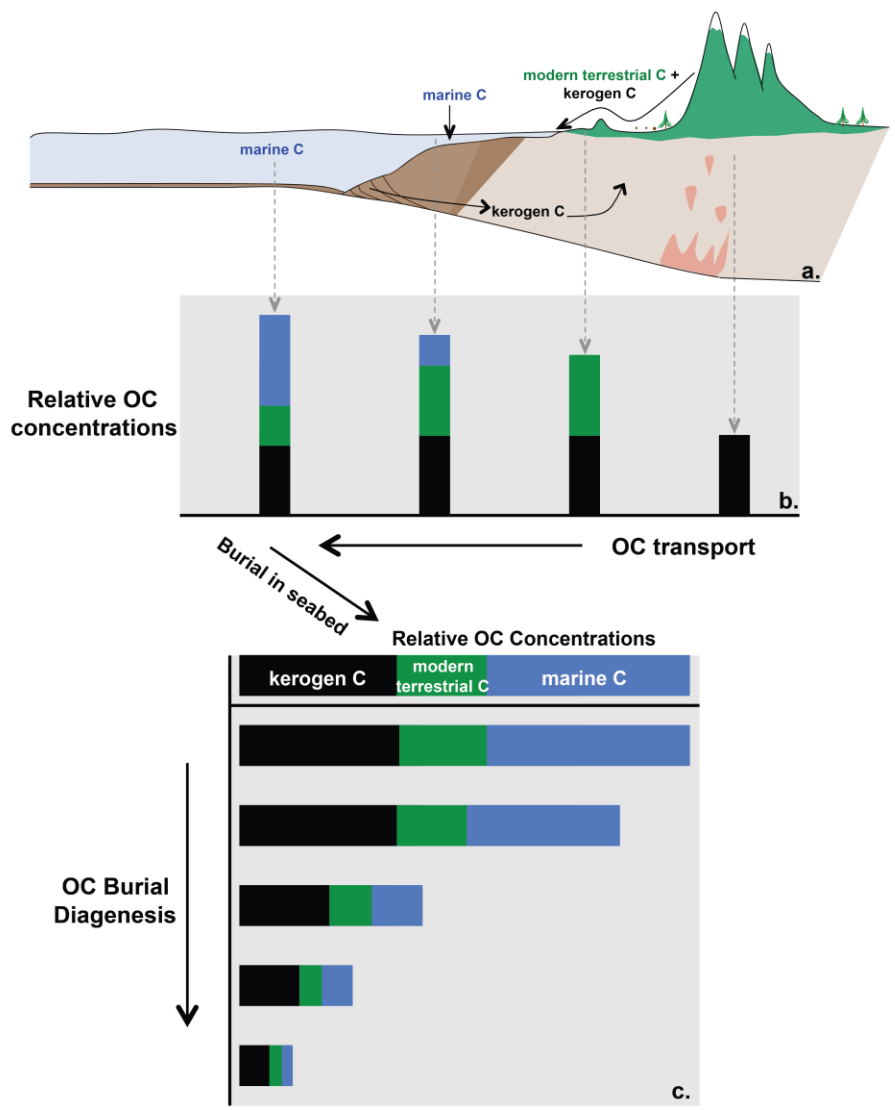 modern terrestrial C +
kerogen C
marine C
marine C
kerogen C
a.
Relative OC
concentrations
b.
OC transport
Burial in seabed
Relative OC Concentrations
kerogen C
modern
terrestrial C
marine C
OC Burial
Diagenesis
c.